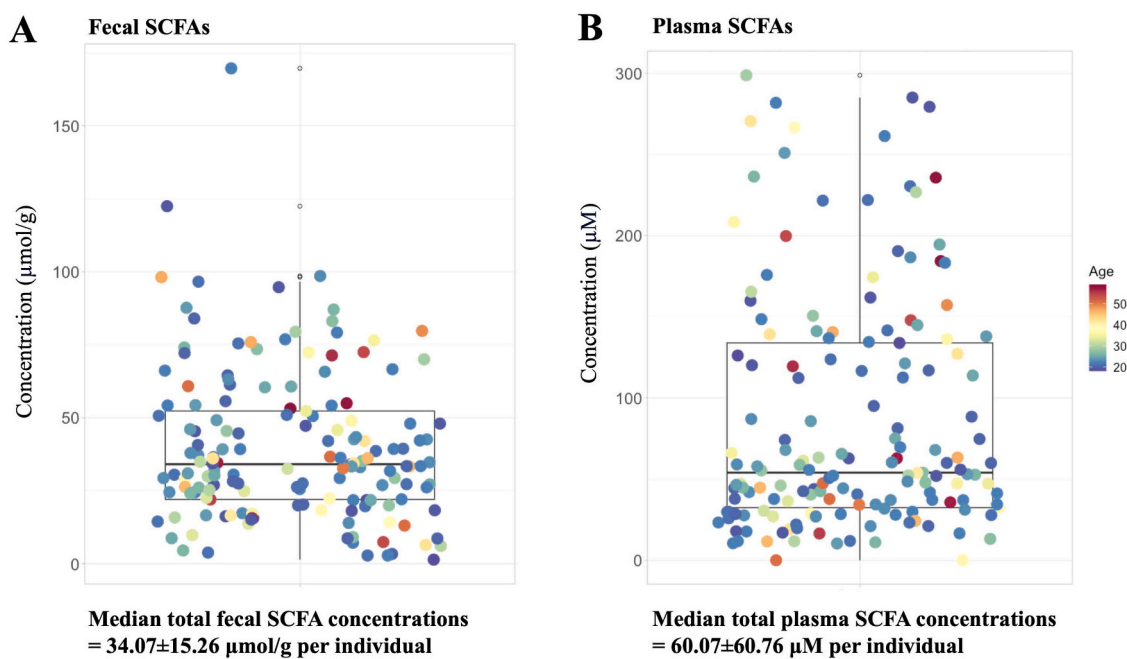 A
Fecal SCFAs
Concentration (μmol/g)
150
100
50
0
Median total fecal SCFA concentrations
= 34.07±15.26 μmol/g per individual
B
Plasma SCFAs
Concentration (μM)
300
200
100
0
Age
50
40
30
20
Median total plasma SCFA concentrations
= 60.07±60.76 μM per individual